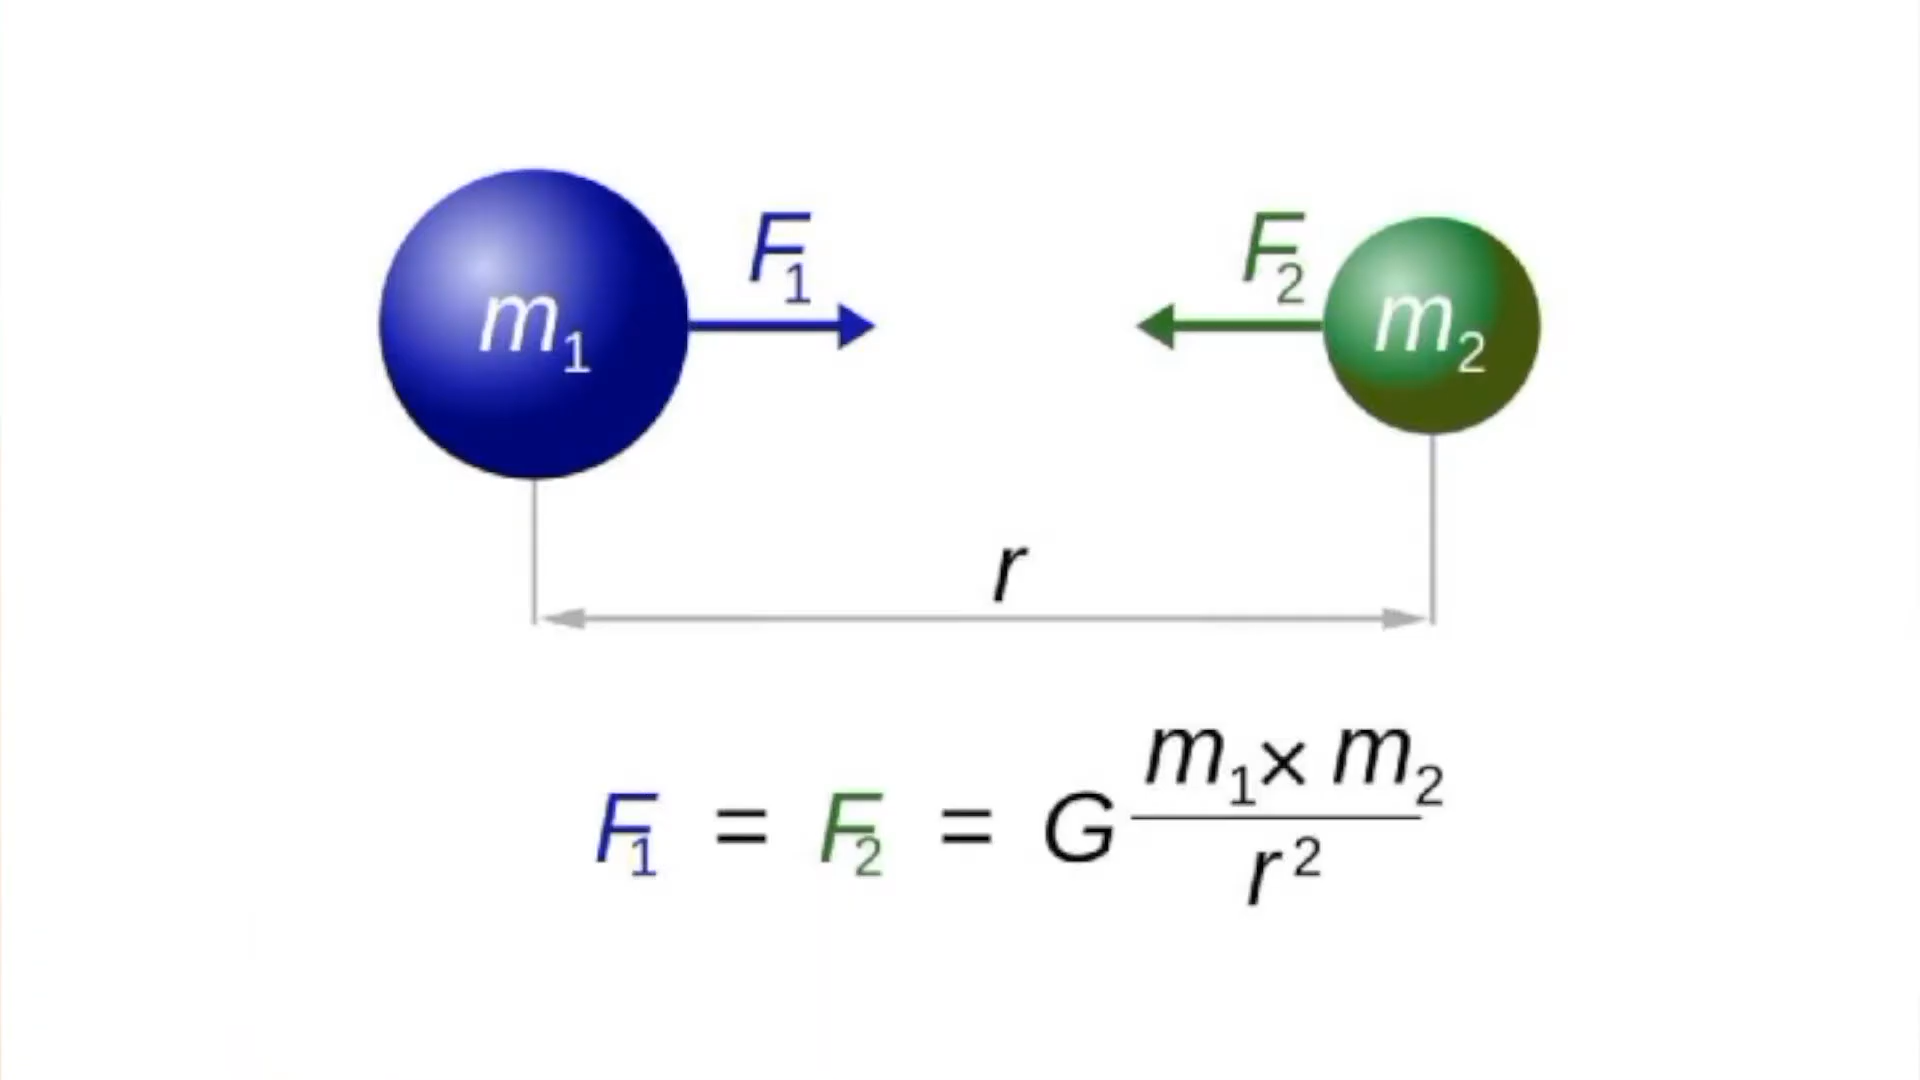 F₁ F₂
m₁ m₂
r
F₁ = F₂ = G m₁ × m₂ / r²